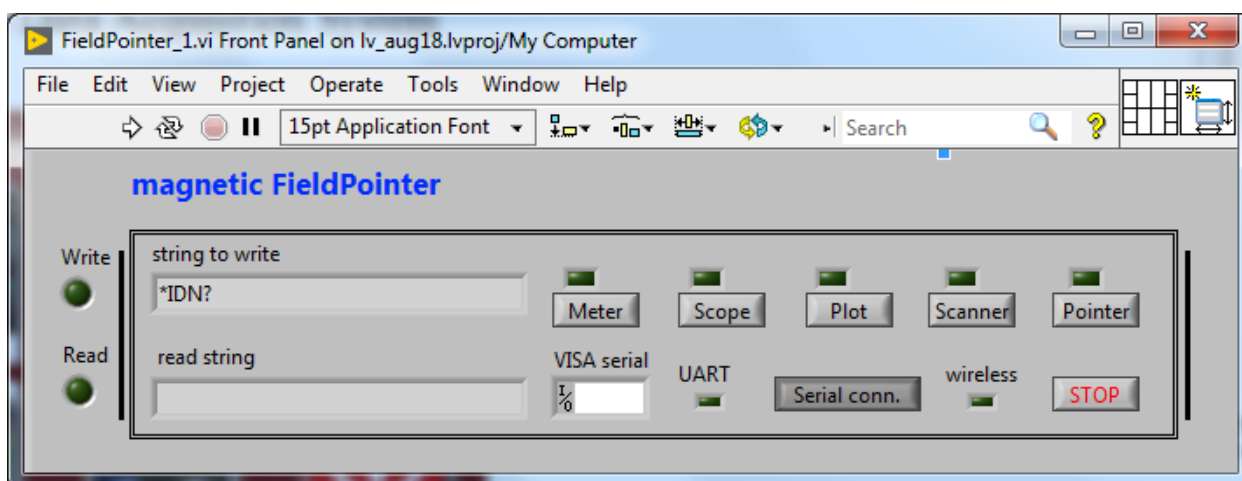 FieldPointer_1.vi Front Panel on lv_aug18.lvproj/My Computer
File Edit View Project Operate Tools Window Help
15pt Application Font Search
magnetic FieldPointer
Write string to write
*IDN?
Meter Scope Plot Scanner Pointer
Read read string VISA serial UART wireless
I/O Serial conn. STOP